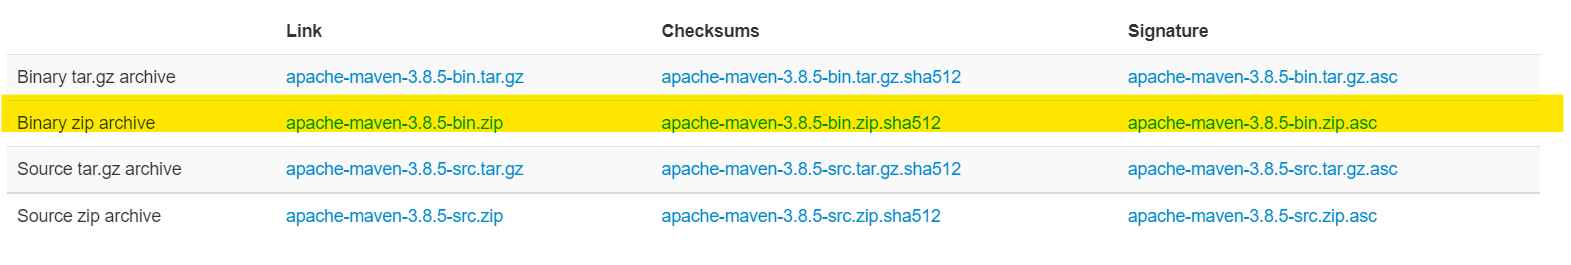 Link Checksums Signature
Binary tar.gz archive apache-maven-3.8.5-bin.tar.gz apache-maven-3.8.5-bin.tar.gz.sha512 apache-maven-3.8.5-bin.tar.gz.asc
Binary zip archive apache-maven-3.8.5-bin.zip apache-maven-3.8.5-bin.zip.sha512 apache-maven-3.8.5-bin.zip.asc
Source tar.gz archive apache-maven-3.8.5-src.tar.gz apache-maven-3.8.5-src.tar.gz.sha512 apache-maven-3.8.5-src.tar.gz.asc
Source zip archive apache-maven-3.8.5-src.zip apache-maven-3.8.5-src.zip.sha512 apache-maven-3.8.5-src.zip.asc